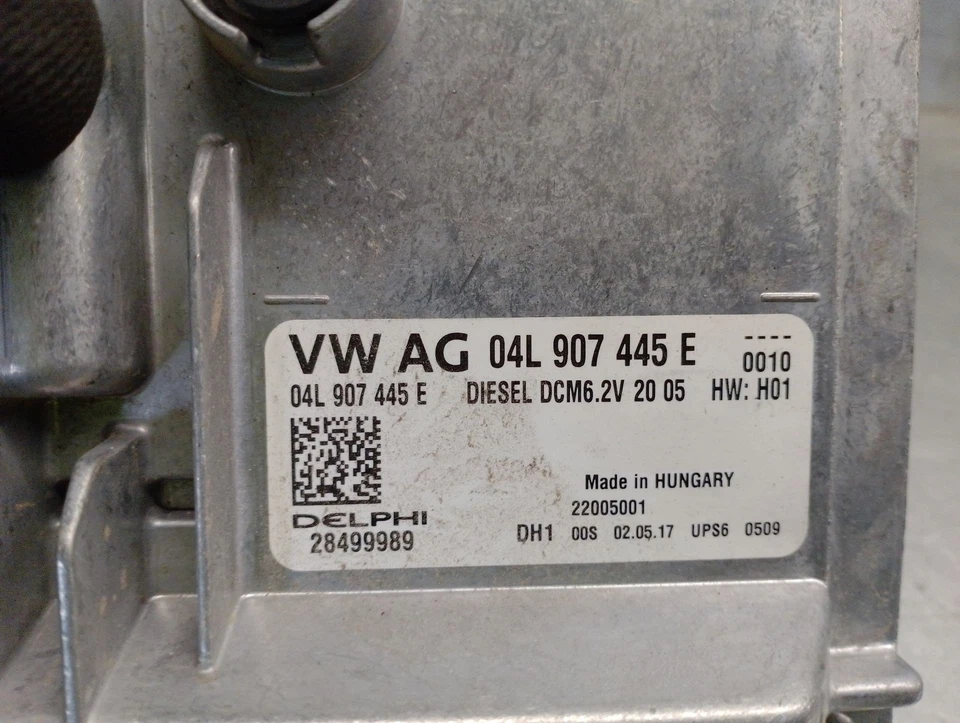 VW AG 04L 907 445 E ----
0010
04L 907 445 E DIESEL DCM6.2V 20 05 HW: H01
Made in HUNGARY
22005001
DELPHI
28499989
DH1 00S 02.05.17 UPS6 0509